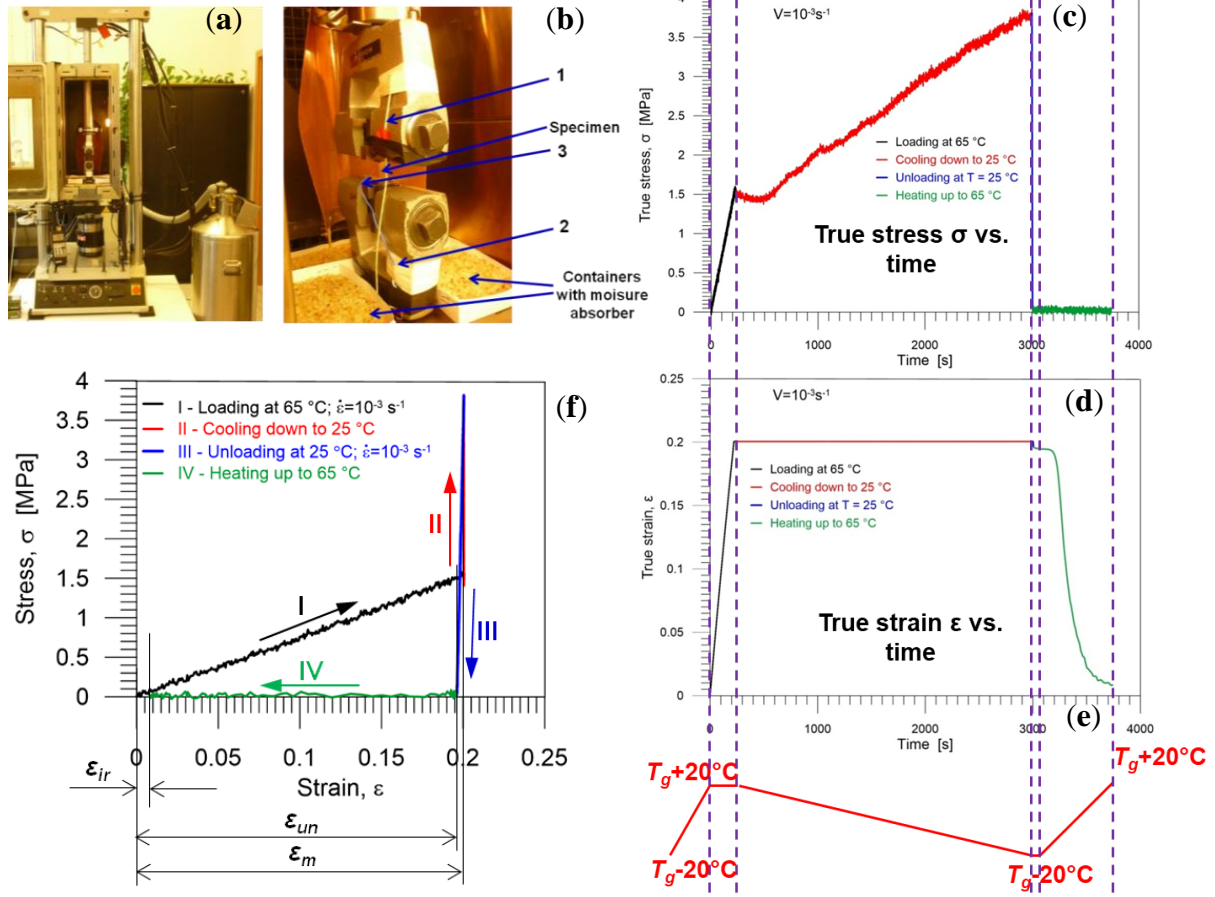 (a)
(b)
1
Specimen
3
2
Containers
with moisure
absorber
(c)
V=10⁻³s⁻¹
True stress, σ [MPa]
4
3.5
3
2.5
2
1.5
1
0.5
0
Loading at 65 °C
Cooling down to 25 °C
Unloading at T = 25 °C
Heating up to 65 °C
True stress σ vs.
time
0
1000
2000
3000
4000
Time [s]
(d)
V=10⁻³s⁻¹
True strain, ε
0.25
0.2
0.15
0.1
0.05
0
Loading at 65 °C
Cooling down to 25 °C
Unloading at T = 25 °C
Heating up to 65 °C
True strain ε vs.
time
0
1000
2000
3000
4000
Time [s]
(e)
Tg+20°C
Tg-20°C
Tg-20°C
Tg+20°C
(f)
Stress, σ [MPa]
4
3.5
3
2.5
2
1.5
1
0.5
0
I - Loading at 65 °C; ε̇=10⁻³ s⁻¹
II - Cooling down to 25 °C
III - Unloading at 25 °C; ε̇=10⁻³ s⁻¹
IV - Heating up to 65 °C
I
II
III
IV
0
0.05
0.10
0.15
0.2
0.25
Strain, ε
εir
εun
εm